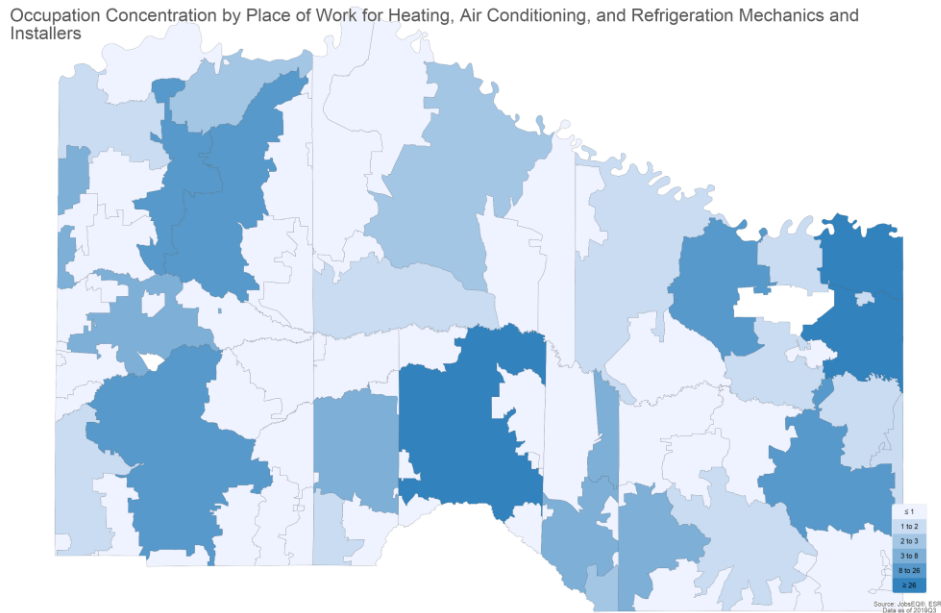 Occupation Concentration by Place of Work for Heating, Air Conditioning, and Refrigeration Mechanics and
Installers
≤ 1
1 to 2
2 to 3
3 to 8
8 to 26
≥ 26
Source: JobsEQ®, ESR
Data as of 2019Q3